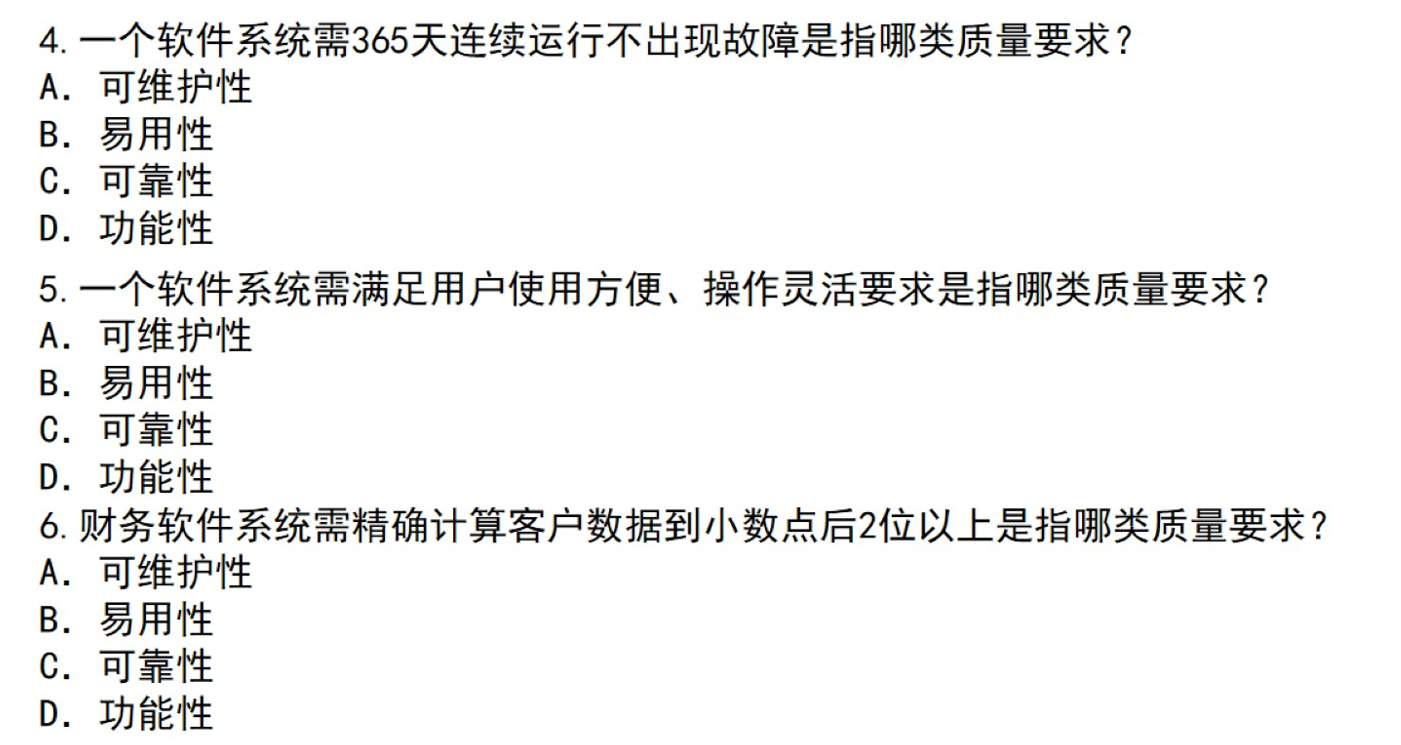 4. 一个软件系统需365天连续运行不出现故障是指哪类质量要求？
A. 可维护性
B. 易用性
C. 可靠性
D. 功能性
5. 一个软件系统需满足用户使用方便、操作灵活要求是指哪类质量要求？
A. 可维护性
B. 易用性
C. 可靠性
D. 功能性
6. 财务软件系统需精确计算客户数据到小数点后2位以上是指哪类质量要求？
A. 可维护性
B. 易用性
C. 可靠性
D. 功能性